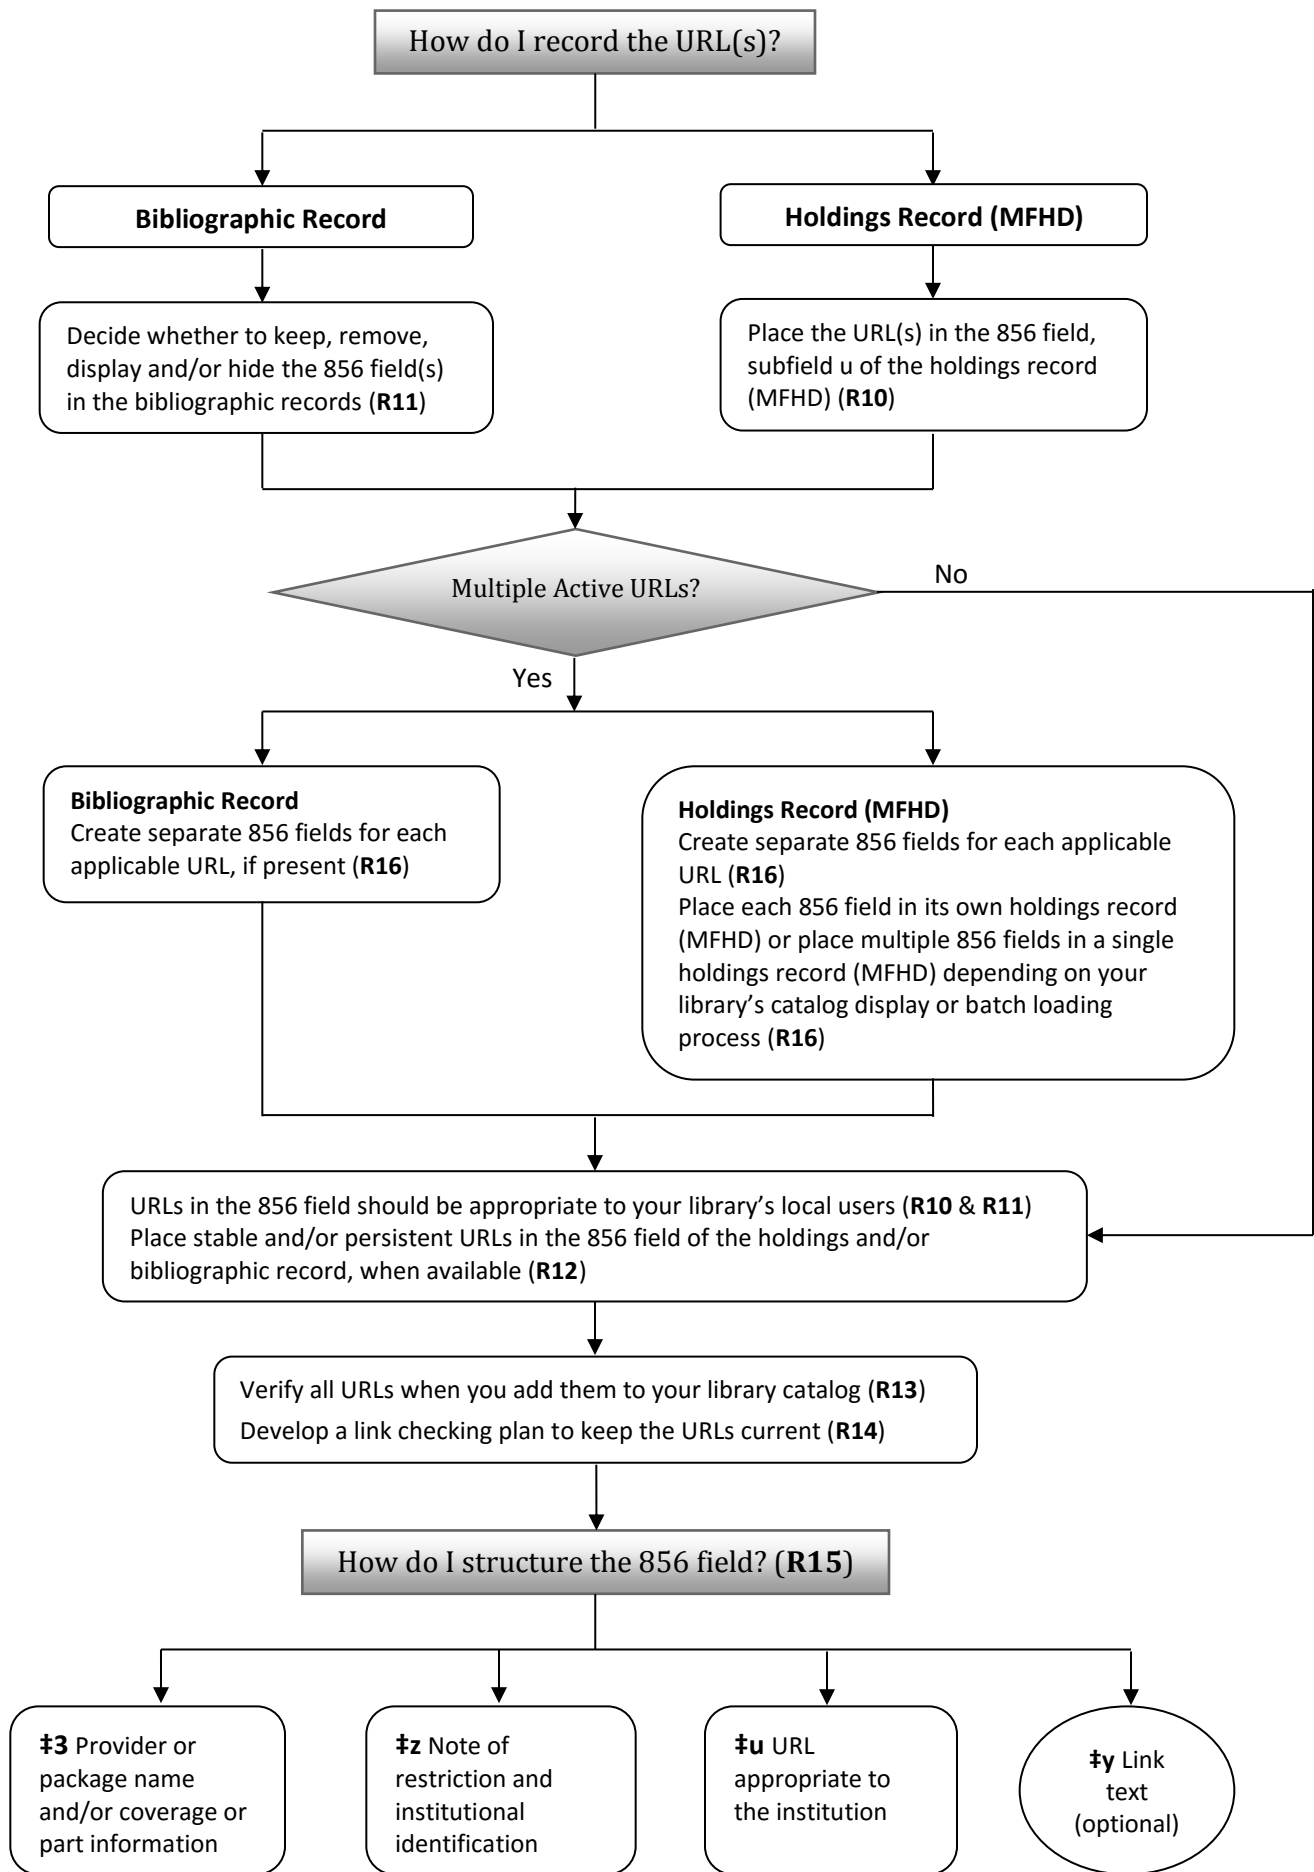 How do I record the URL(s)?
Bibliographic Record
Holdings Record (MFHD)
Decide whether to keep, remove,
display and/or hide the 856 field(s)
in the bibliographic records (R11)
Place the URL(s) in the 856 field,
subfield u of the holdings record
(MFHD) (R10)
Multiple Active URLs?
No
Yes
Bibliographic Record
Create separate 856 fields for each
applicable URL, if present (R16)
Holdings Record (MFHD)
Create separate 856 fields for each applicable
URL (R16)
Place each 856 field in its own holdings record
(MFHD) or place multiple 856 fields in a single
holdings record (MFHD) depending on your
library’s catalog display or batch loading
process (R16)
URLs in the 856 field should be appropriate to your library’s local users (R10 & R11)
Place stable and/or persistent URLs in the 856 field of the holdings and/or
bibliographic record, when available (R12)
Verify all URLs when you add them to your library catalog (R13)
Develop a link checking plan to keep the URLs current (R14)
How do I structure the 856 field? (R15)
‡3 Provider or
package name
and/or coverage or
part information
‡z Note of
restriction and
institutional
identification
‡u URL
appropriate to
the institution
‡y Link
text
(optional)